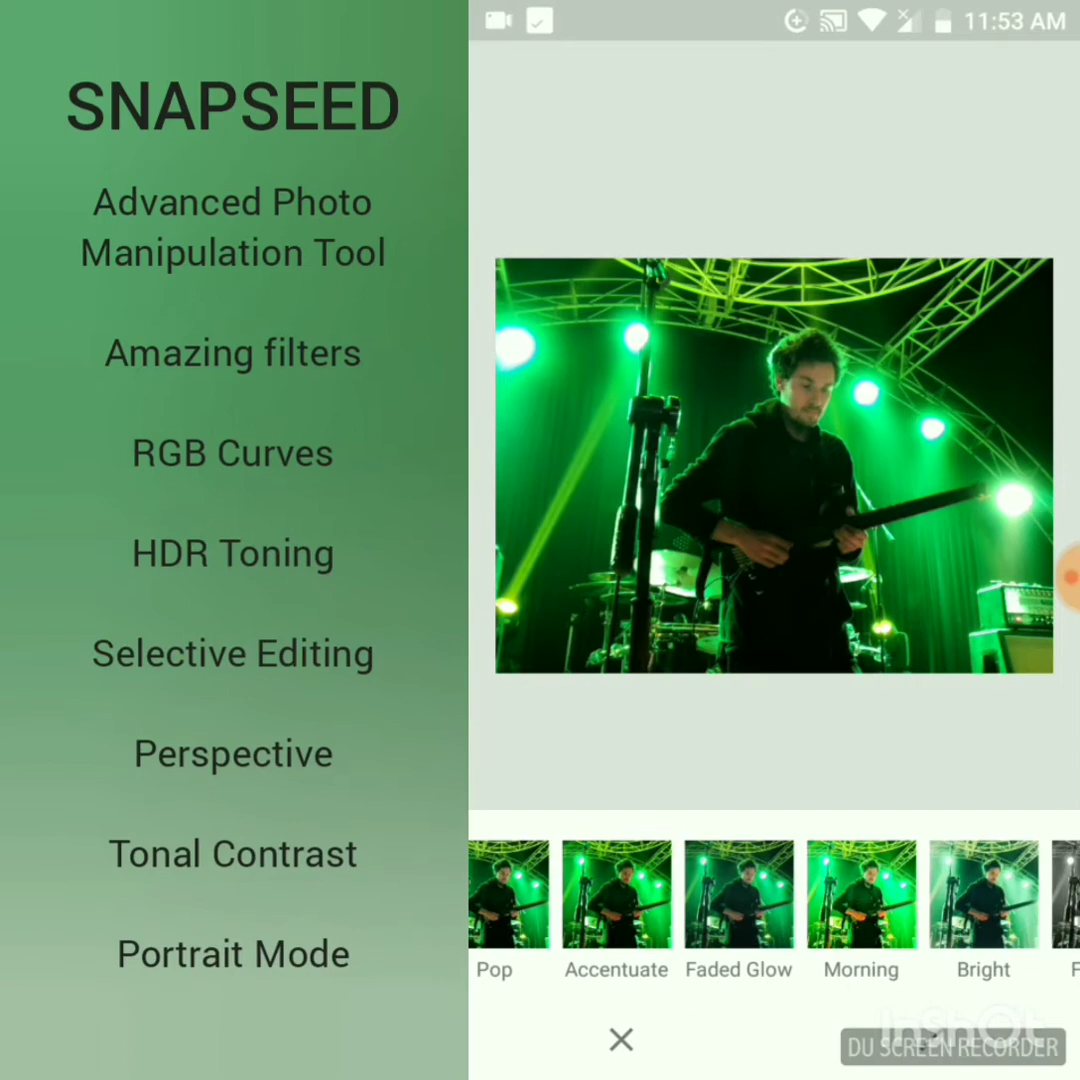 SNAPSEED
Advanced Photo
Manipulation Tool
Amazing filters
RGB Curves
HDR Toning
Selective Editing
Perspective
Tonal Contrast
Portrait Mode
11:53 AM
Pop
Accentuate
Faded Glow
Morning
Bright
F
InShOt
DU SCREEN RECORDER